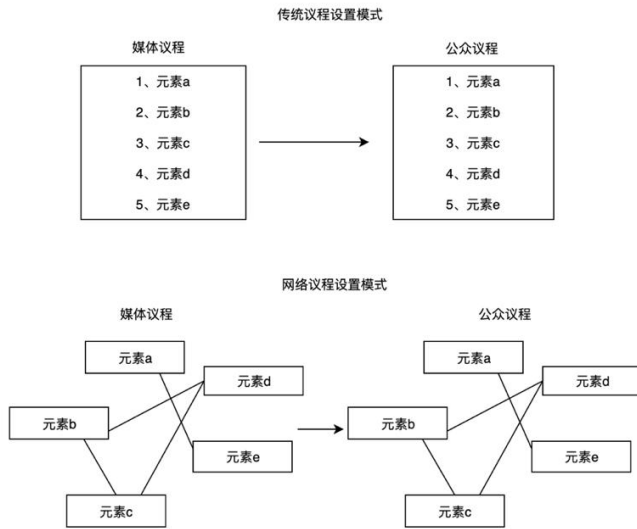 传统议程设置模式
媒体议程
公众议程
1、元素a
2、元素b
3、元素c
4、元素d
5、元素e
1、元素a
2、元素b
3、元素c
4、元素d
5、元素e
网络议程设置模式
媒体议程
公众议程
元素a
元素d
元素b
元素e
元素c
元素a
元素d
元素b
元素e
元素c